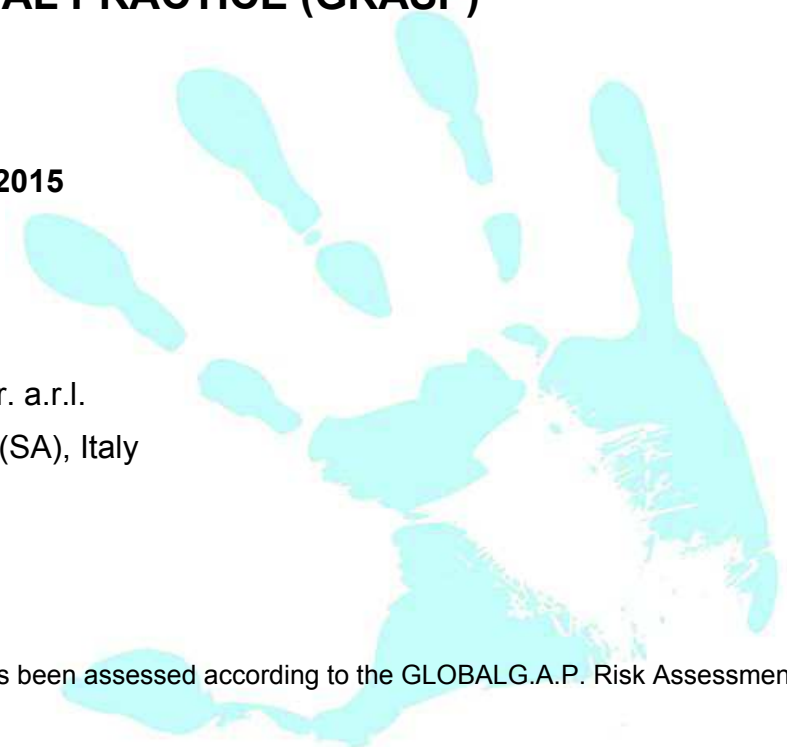 AL PRACTICE (GRASP)
2015
r. a.r.l.
(SA), Italy
s been assessed according to the GLOBALG.A.P. Risk Assessmen